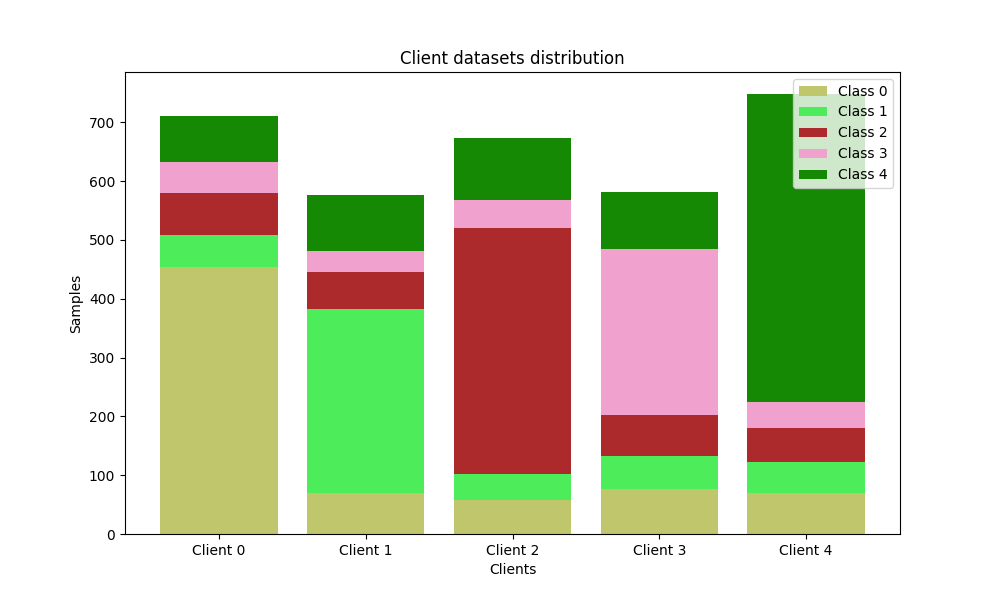 Client datasets distribution
Class 0
Class 1
Class 2
Class 3
Class 4
700
600
500
400
300
200
100
0
Samples
Client 0
Client 1
Client 2
Client 3
Client 4
Clients